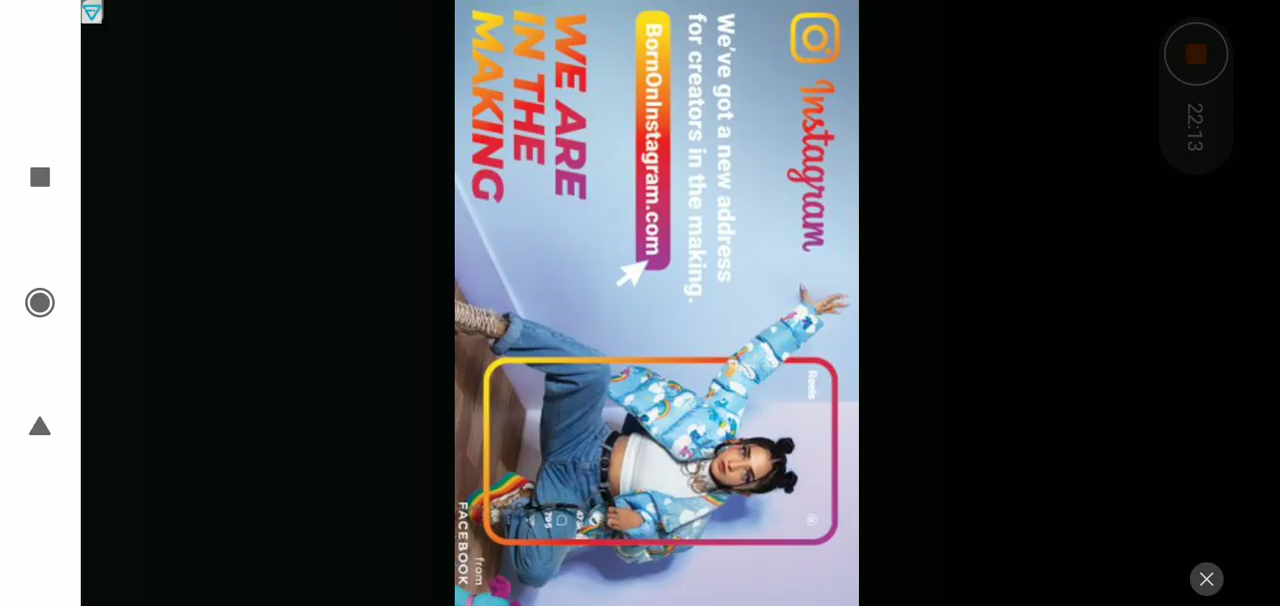 Instagram
We've got a new address
for creators in the making.
BornOnInstagram.com
WE ARE
IN THE
MAKING
Reels
795
from
FACEBOOK
22:13